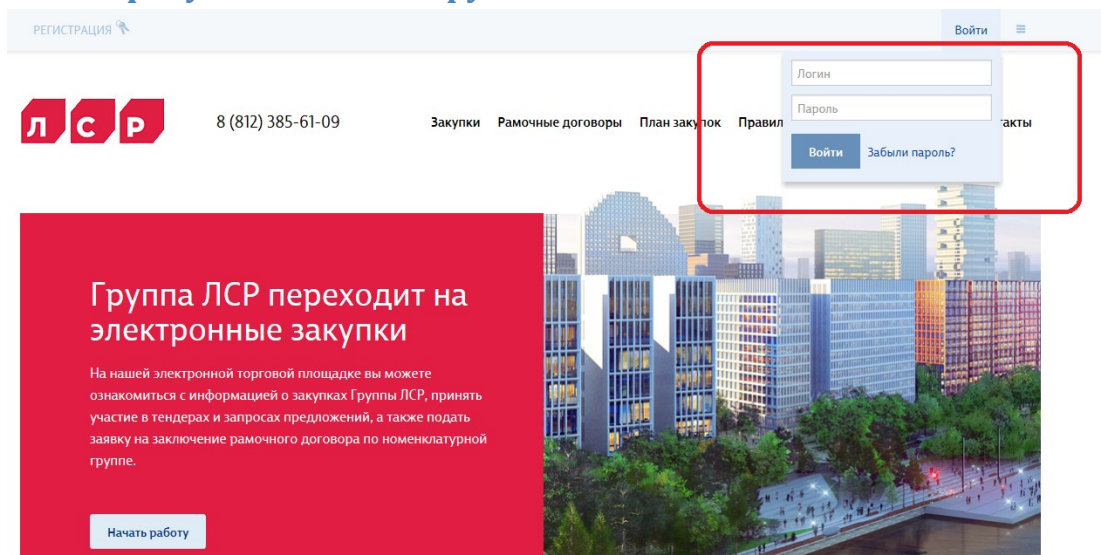 РЕГИСТРАЦИЯ
Войти
Логин
Пароль
Войти Забыли пароль?
ЛСР
8 (812) 385-61-09
Закупки Рамочные договоры План закупок
Группа ЛСР переходит на
электронные закупки
На нашей электронной торговой площадке вы можете
ознакомиться с информацией о закупках Группы ЛСР, принять
участие в тендерах и запросах предложений, а также подать
заявку на заключение рамочного договора по номенклатурной
группе.
Начать работу